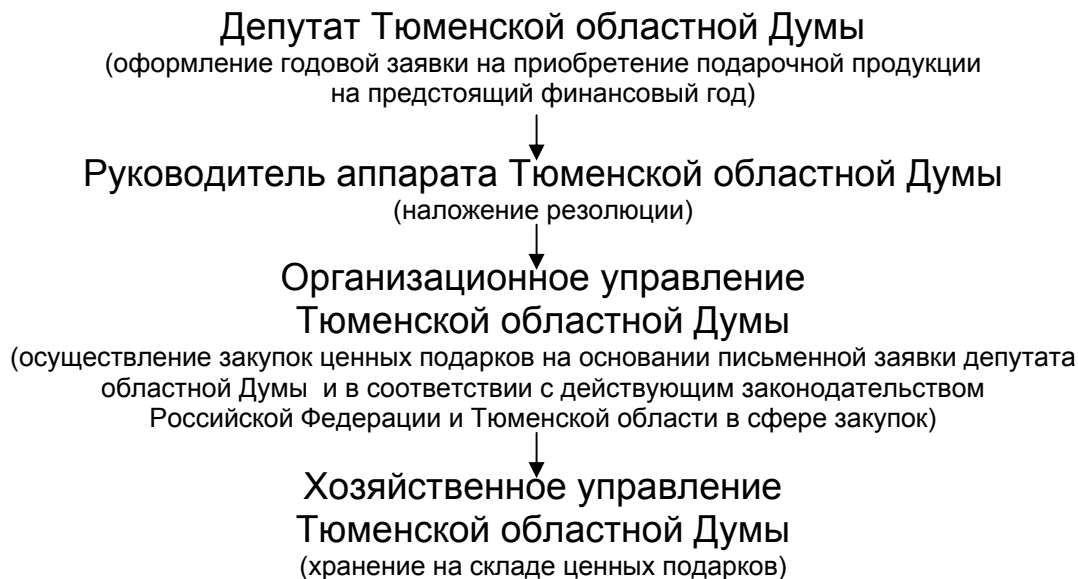 Депутат Тюменской областной Думы
(оформление годовой заявки на приобретение подарочной продукции
на предстоящий финансовый год)
Руководитель аппарата Тюменской областной Думы
(наложение резолюции)
Организационное управление
Тюменской областной Думы
(осуществление закупок ценных подарков на основании письменной заявки депутата
областной Думы и в соответствии с действующим законодательством
Российской Федерации и Тюменской области в сфере закупок)
Хозяйственное управление
Тюменской областной Думы
(хранение на складе ценных подарков)